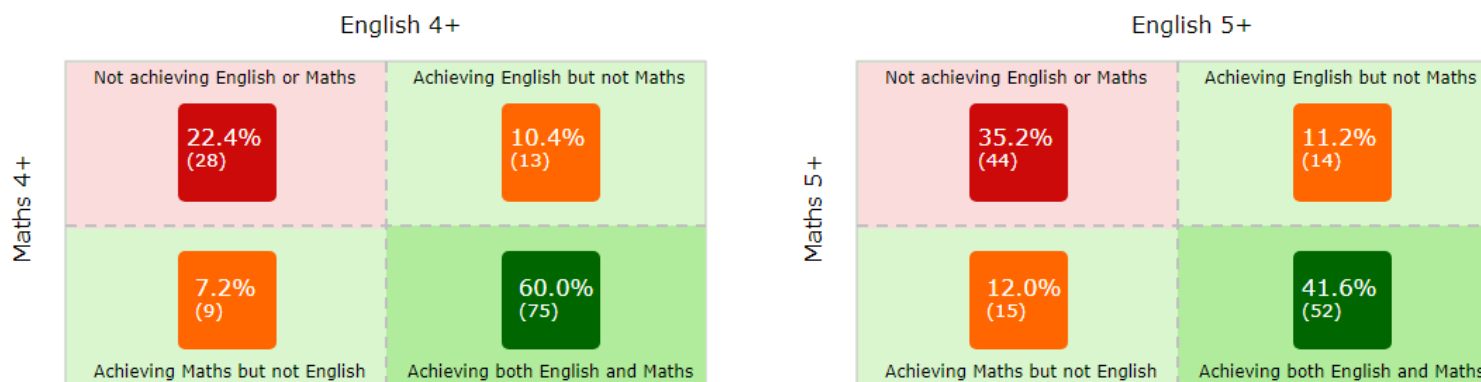 English 4+
Not achieving English or Maths
Achieving English but not Maths
22.4%
(28)
10.4%
(13)
Maths 4+
7.2%
(9)
60.0%
(75)
Achieving Maths but not English
Achieving both English and Maths
English 5+
Not achieving English or Maths
Achieving English but not Maths
35.2%
(44)
11.2%
(14)
Maths 5+
12.0%
(15)
41.6%
(52)
Achieving Maths but not English
Achieving both English and Maths